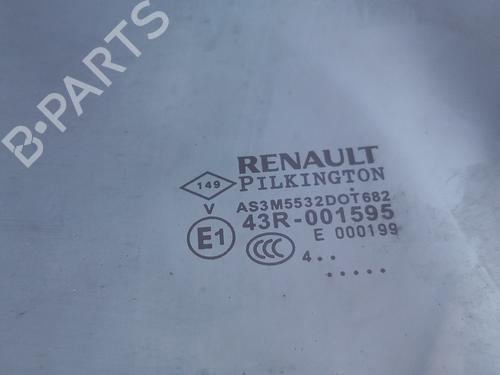 B-PARTS
RENAULT
PILKINGTON
149
AS3M5532DOT682
V
43R-001595
E 000199
E1
CCC
4..
.....